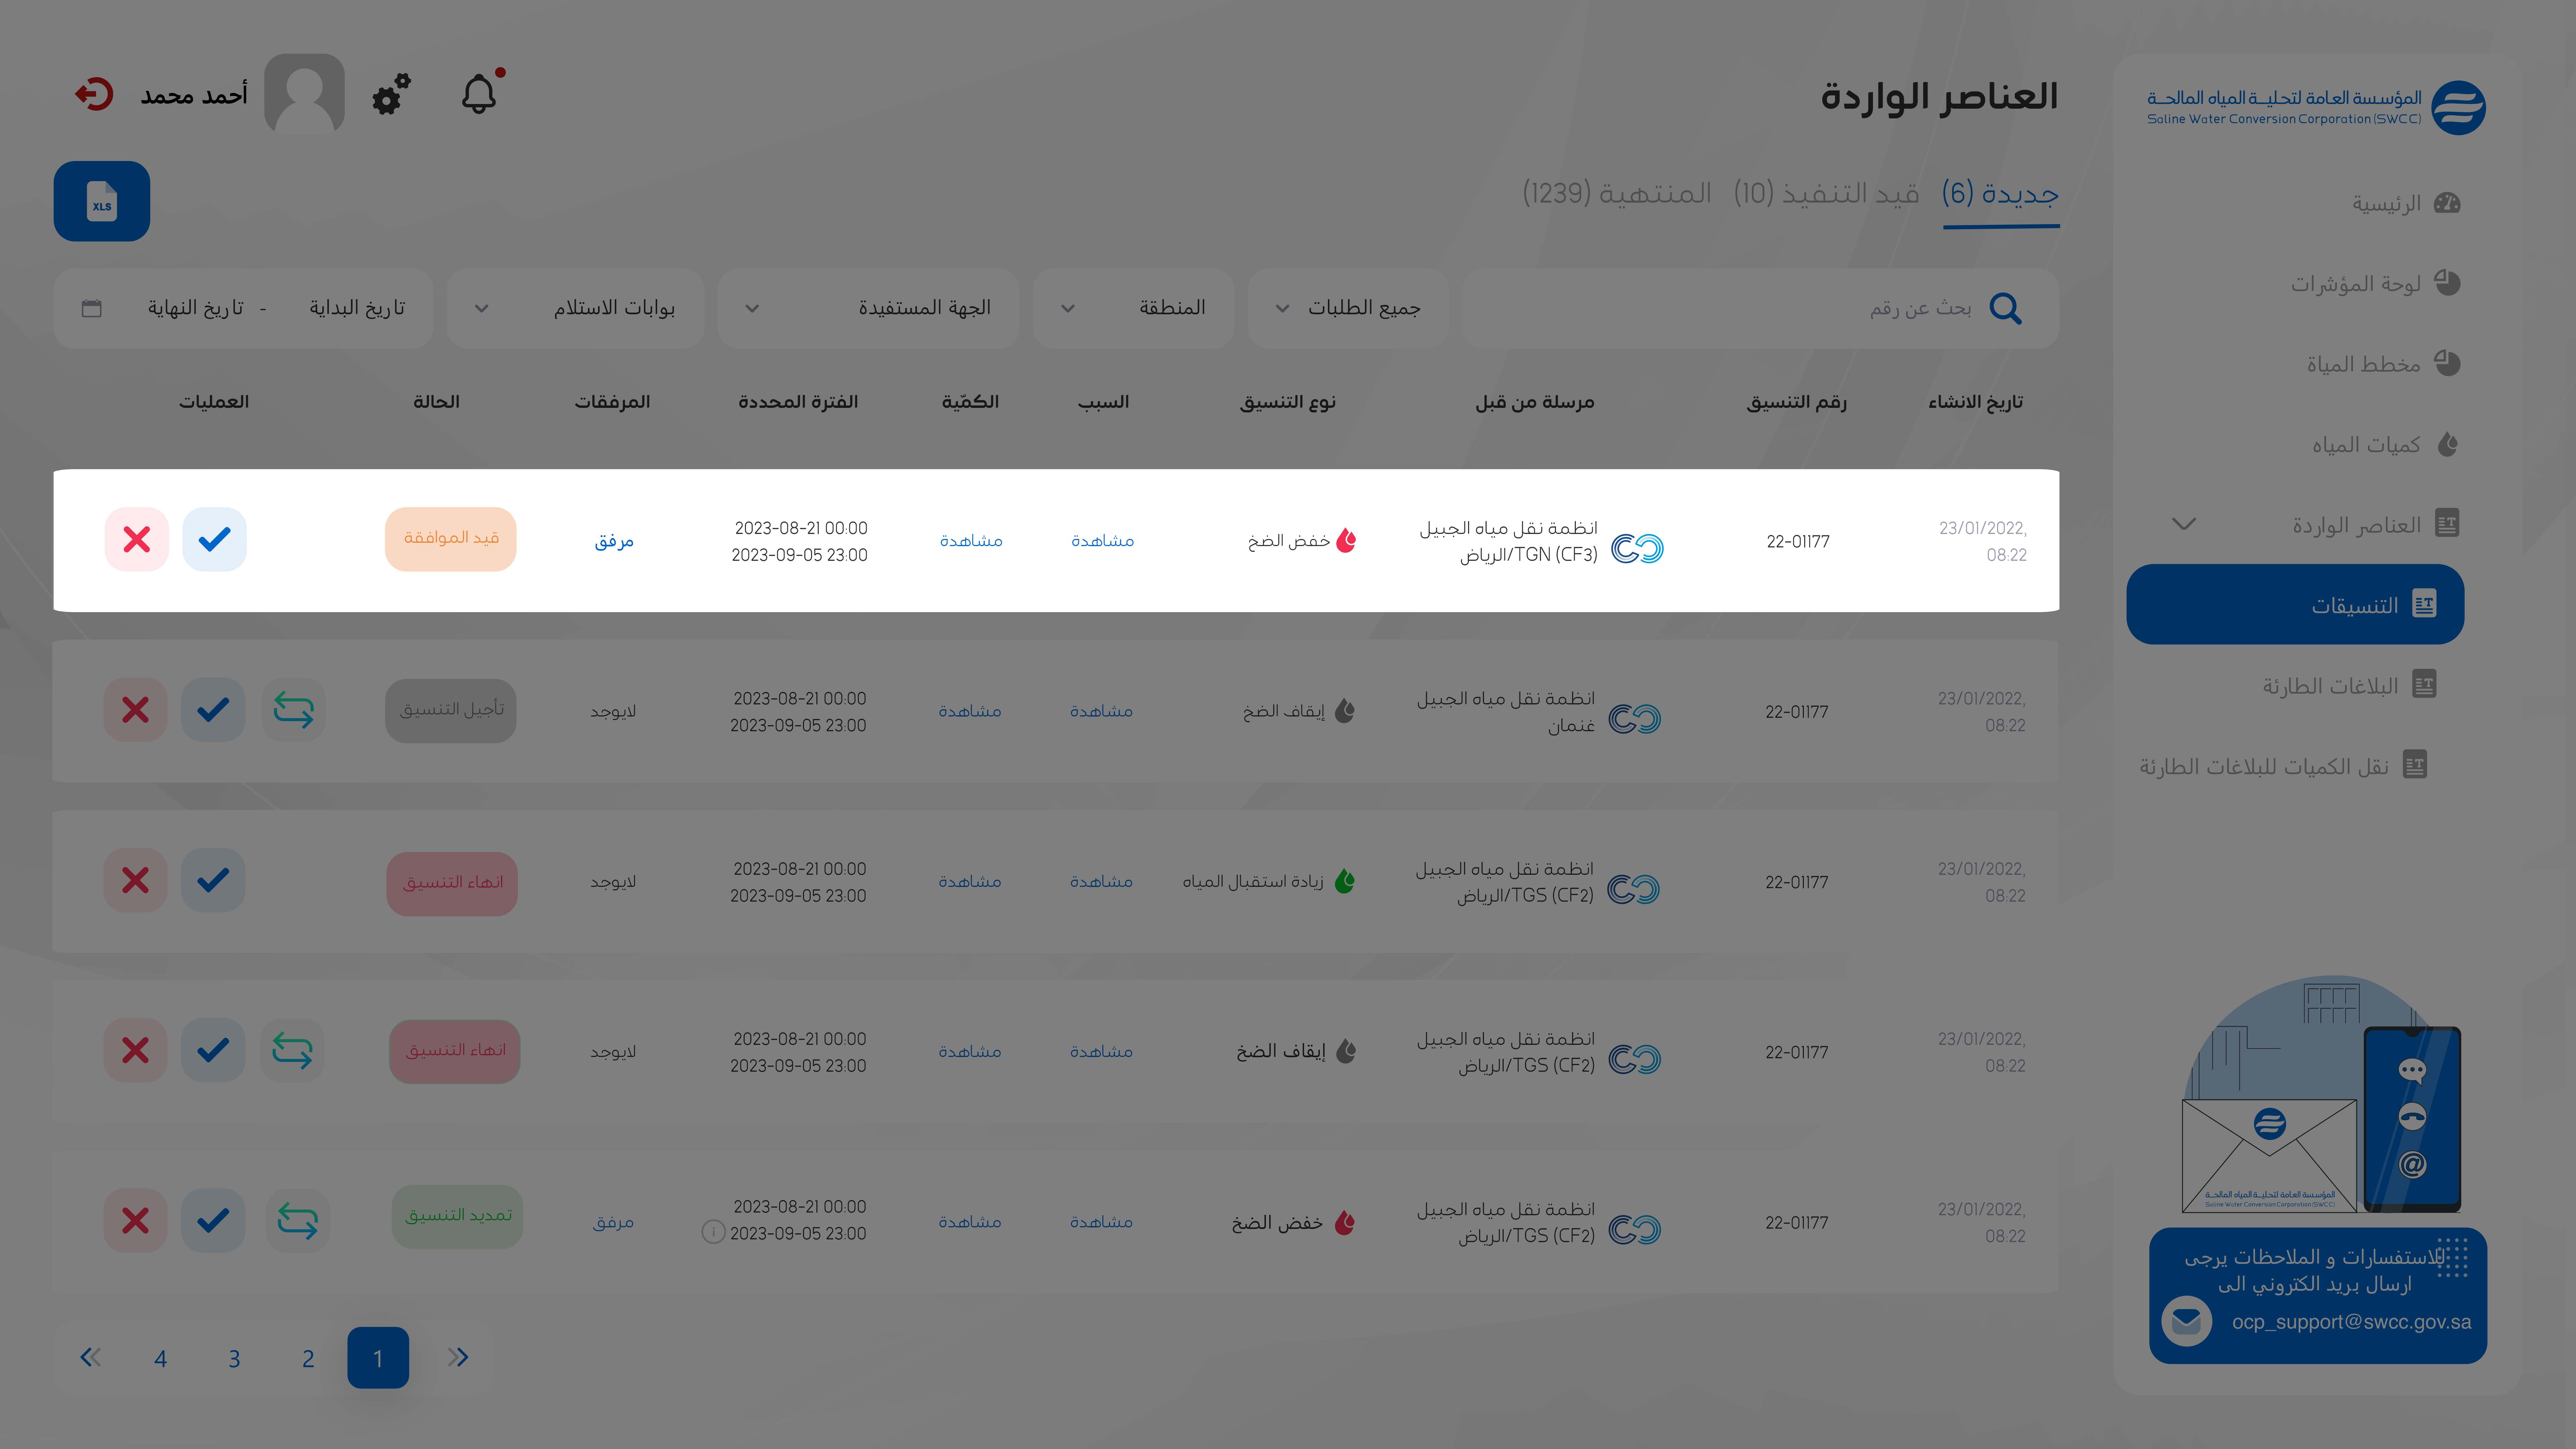 المؤسسة العامة لتحلية المياه المالحة
Saline Water Conversion Corporation (SWCC)
الرئيسية
لوحة المؤشرات
مخطط المياة
كميات المياه
العناصر الواردة
التنسيقات
البلاغات الطارئة
نقل الكميات للبلاغات الطارئة
المؤسسة العامة لتحلية المياه المالحة
Saline Water Conversion Corporation (SWCC)
للاستفسارات و الملاحظات يرجى
ارسال بريد الكتروني الى
ocp_support@swcc.gov.sa
العناصر الواردة
أحمد محمد
جديدة (6) قيد التنفيذ (10) المنتهية (1239)
XLS
بحث عن رقم
جميع الطلبات
المنطقة
الجهة المستفيدة
بوابات الاستلام
تاريخ البداية - تاريخ النهاية
تاريخ الانشاء رقم التنسيق مرسلة من قبل نوع التنسيق السبب الكمّية الفترة المحددة المرفقات الحالة العمليات
23/01/2022,
08:22
22-01177
انظمة نقل مياه الجبيل
الرياض/TGN (CF3)
خفض الضخ
مشاهدة
مشاهدة
2023-08-21 00:00
2023-09-05 23:00
مرفق
قيد الموافقة
23/01/2022,
08:22
22-01177
انظمة نقل مياه الجبيل
غنمان
إيقاف الضخ
مشاهدة
مشاهدة
2023-08-21 00:00
2023-09-05 23:00
لايوجد
تأجيل التنسيق
23/01/2022,
08:22
22-01177
انظمة نقل مياه الجبيل
الرياض/TGS (CF2)
زيادة استقبال المياه
مشاهدة
مشاهدة
2023-08-21 00:00
2023-09-05 23:00
لايوجد
انهاء التنسيق
23/01/2022,
08:22
22-01177
انظمة نقل مياه الجبيل
الرياض/TGS (CF2)
إيقاف الضخ
مشاهدة
مشاهدة
2023-08-21 00:00
2023-09-05 23:00
لايوجد
انهاء التنسيق
23/01/2022,
08:22
22-01177
انظمة نقل مياه الجبيل
الرياض/TGS (CF2)
خفض الضخ
مشاهدة
مشاهدة
2023-08-21 00:00
2023-09-05 23:00
مرفق
تمديد التنسيق
1 2 3 4